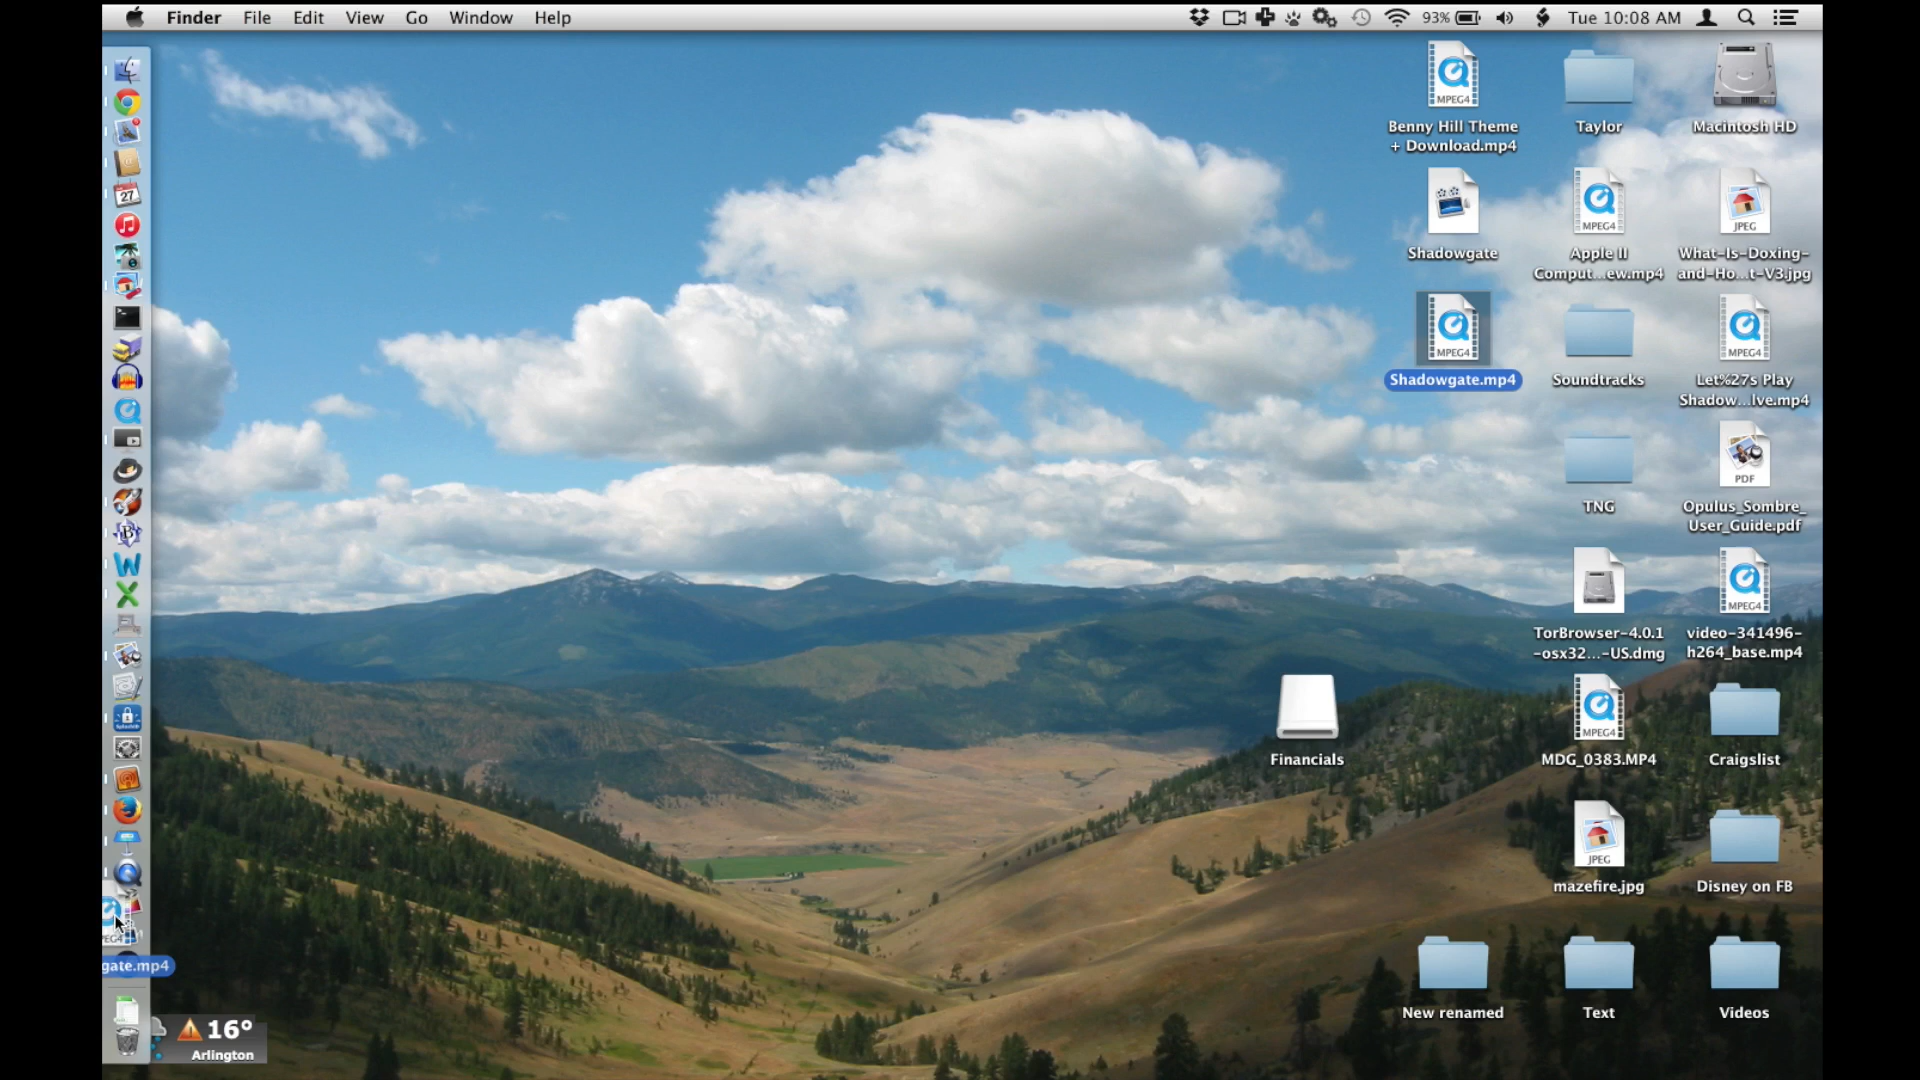 Finder File Edit View Go Window Help
93% Tue 10:08 AM
27
MPEG4
Benny Hill Theme
+ Download.mp4
Taylor
Macintosh HD
Shadowgate
MPEG4
Apple II
Comput...ew.mp4
JPEG
What-Is-Doxing-
and-Ho...t-V3.jpg
MPEG4
Shadowgate.mp4
Soundtracks
MPEG4
Let%27s Play
Shadow...lve.mp4
TNG
PDF
Opulus_Sombre_
User_Guide.pdf
TorBrowser-4.0.1
-osx32...-US.dmg
MPEG4
video-341496-
h264_base.mp4
Financials
MPEG4
MDG_0383.MP4
Craigslist
JPEG
mazefire.jpg
Disney on FB
New renamed
Text
Videos
gate.mp4
16°
Arlington